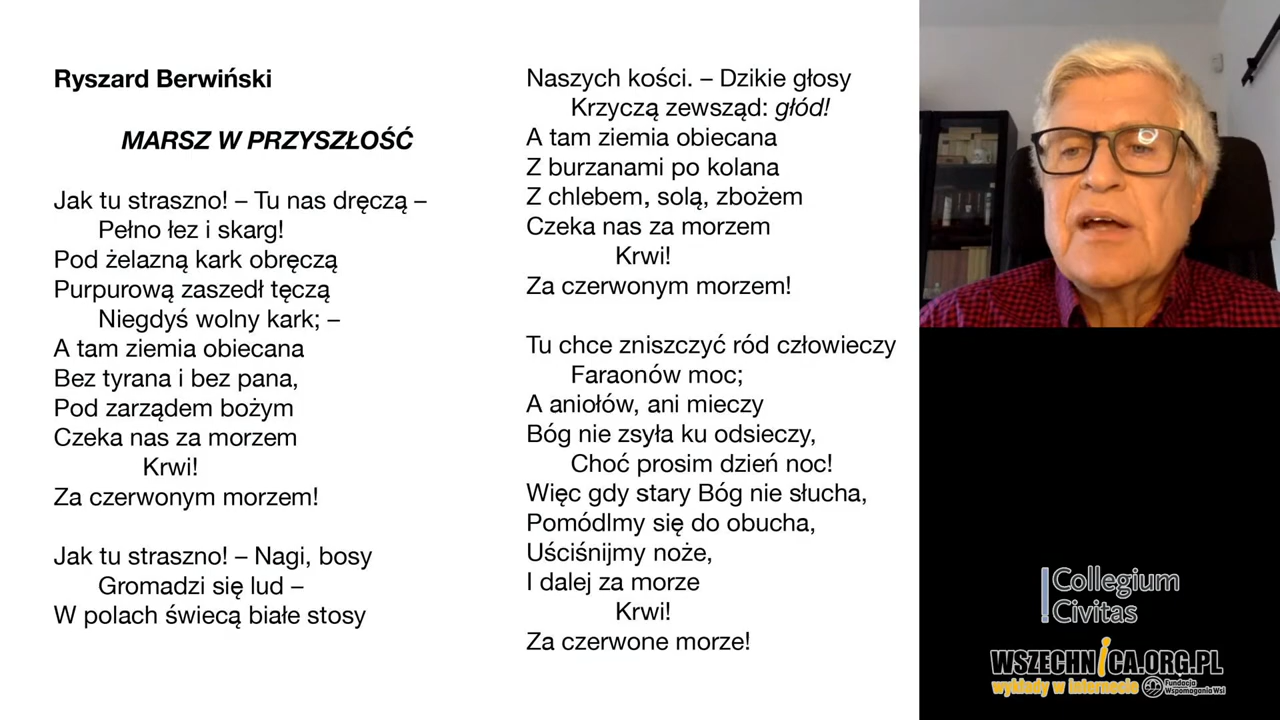 Ryszard Berwiński
MARSZ W PRZYSZŁOŚĆ
Jak tu straszno! – Tu nas dręczą –
Pełno łez i skarg!
Pod żelazną kark obręczą
Purpurową zaszedł tęczą
Niegdyś wolny kark; –
A tam ziemia obiecana
Bez tyrana i bez pana,
Pod zarządem bożym
Czeka nas za morzem
Krwi!
Za czerwonym morzem!
Jak tu straszno! – Nagi, bosy
Gromadzi się lud –
W polach świecą białe stosy
Naszych kości. – Dzikie głosy
Krzyczą zewsząd: głód!
A tam ziemia obiecana
Z burzanami po kolana
Z chlebem, solą, zbożem
Czeka nas za morzem
Krwi!
Za czerwonym morzem!
Tu chce zniszczyć ród człowieczy
Faraonów moc;
A aniołów, ani mieczy
Bóg nie zsyła ku odsieczy,
Choć prosim dzień noc!
Więc gdy stary Bóg nie słucha,
Pomódlmy się do obucha,
Uściśnijmy noże,
I dalej za morze
Krwi!
Za czerwone morze!
Collegium
Civitas
WSZECHNICA.ORG.PL
wykłady w internecie
Fundacja
Wspomagania Wsi